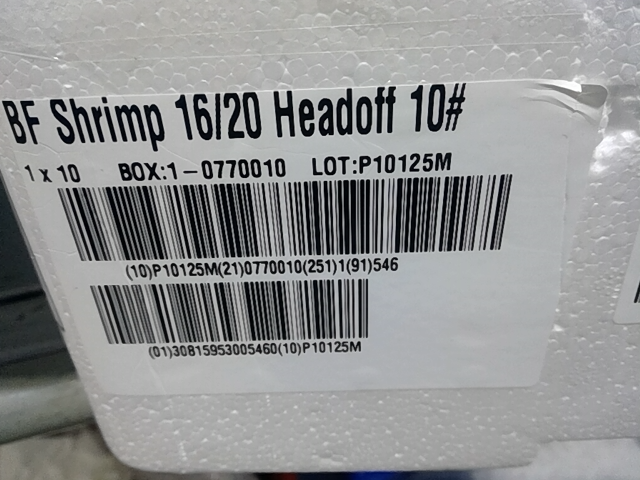 BF Shrimp 16/20 Headoff 10#
1 x 10 BOX:1-0770010 LOT:P10125M
(10)P10125M(21)0770010(251)1(91)546
(01)30815953005460(10)P10125M